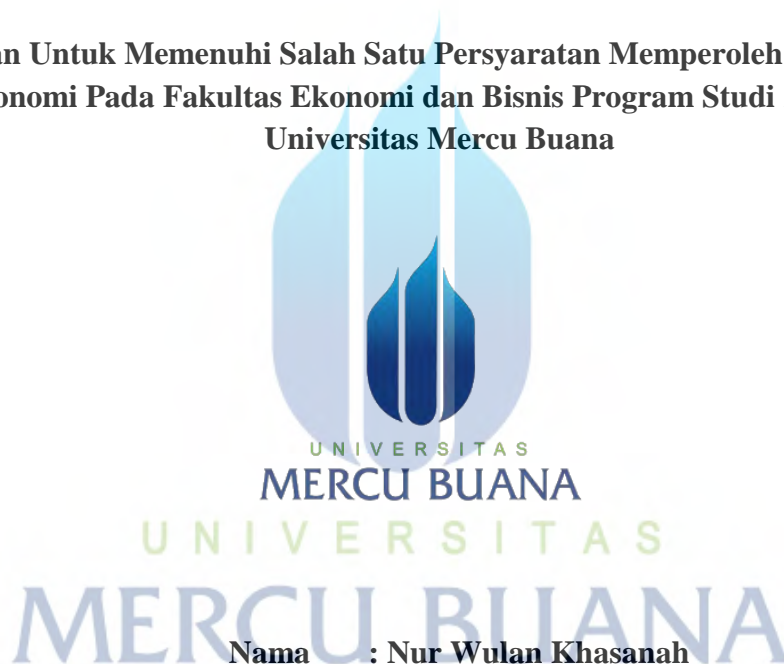 an Untuk Memenuhi Salah Satu Persyaratan Memperoleh
onomi Pada Fakultas Ekonomi dan Bisnis Program Studi
Universitas Mercu Buana
UNIVERSITAS
MERCU BUANA
UNIVERSITAS
MERCU BUANA
Nama : Nur Wulan Khasanah